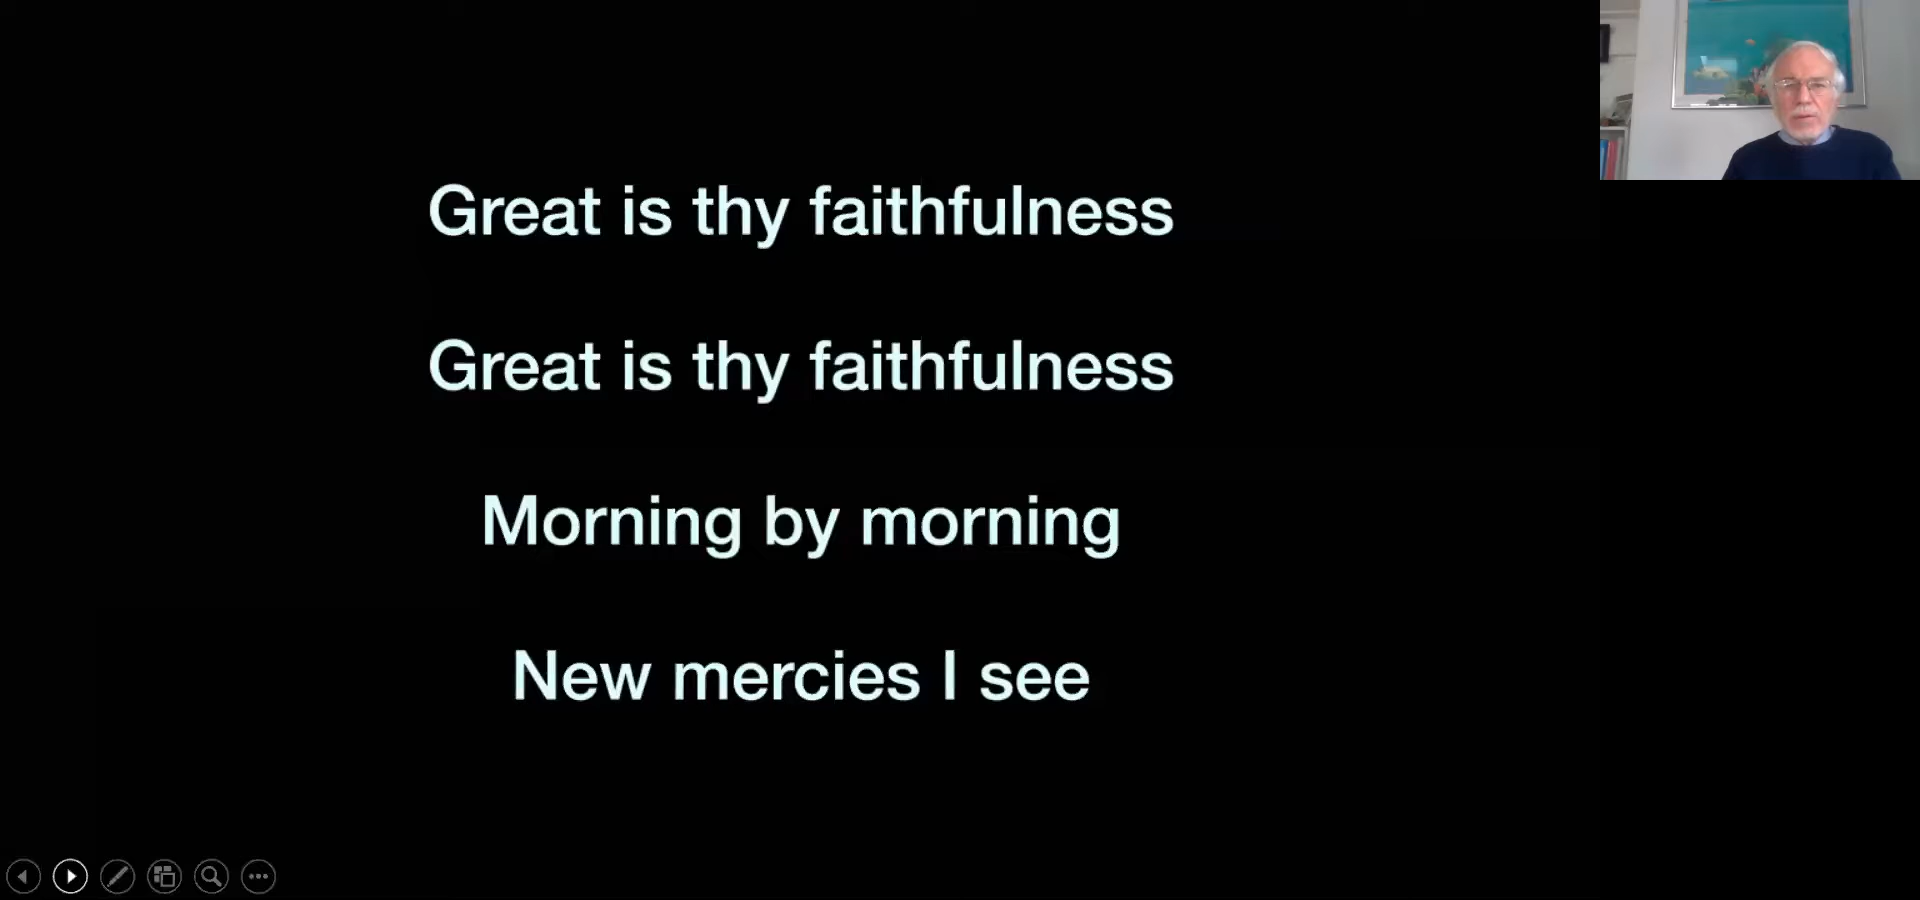 Great is thy faithfulness
Great is thy faithfulness
Morning by morning
New mercies I see